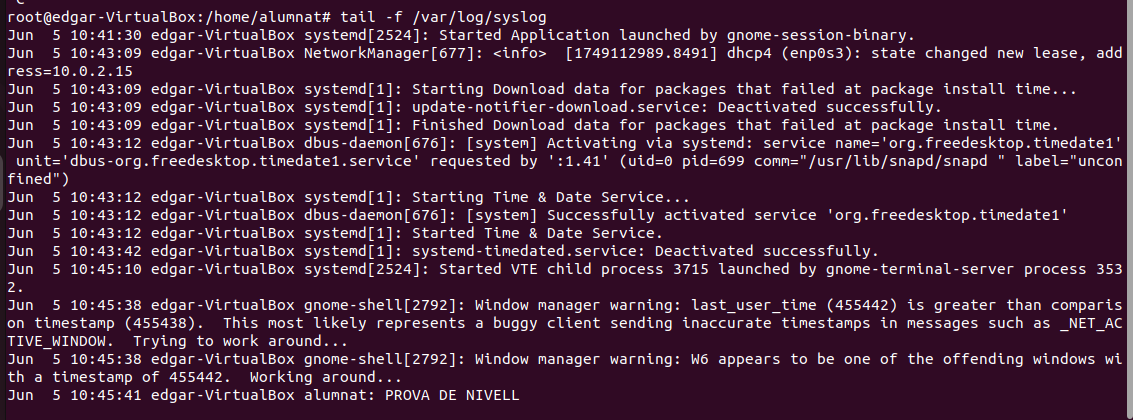 root@edgar-VirtualBox:/home/alumnat# tail -f /var/log/syslog
Jun  5 10:41:30 edgar-VirtualBox systemd[2524]: Started Application launched by gnome-session-binary.
Jun  5 10:43:09 edgar-VirtualBox NetworkManager[677]: <info>  [1749112989.8491] dhcp4 (enp0s3): state changed new lease, add
ress=10.0.2.15
Jun  5 10:43:09 edgar-VirtualBox systemd[1]: Starting Download data for packages that failed at package install time...
Jun  5 10:43:09 edgar-VirtualBox systemd[1]: update-notifier-download.service: Deactivated successfully.
Jun  5 10:43:09 edgar-VirtualBox systemd[1]: Finished Download data for packages that failed at package install time.
Jun  5 10:43:12 edgar-VirtualBox dbus-daemon[676]: [system] Activating via systemd: service name='org.freedesktop.timedate1'
 unit='dbus-org.freedesktop.timedate1.service' requested by ':1.41' (uid=0 pid=699 comm="/usr/lib/snapd/snapd " label="uncon
fined")
Jun  5 10:43:12 edgar-VirtualBox systemd[1]: Starting Time & Date Service...
Jun  5 10:43:12 edgar-VirtualBox dbus-daemon[676]: [system] Successfully activated service 'org.freedesktop.timedate1'
Jun  5 10:43:12 edgar-VirtualBox systemd[1]: Started Time & Date Service.
Jun  5 10:43:42 edgar-VirtualBox systemd[1]: systemd-timedated.service: Deactivated successfully.
Jun  5 10:45:10 edgar-VirtualBox systemd[2524]: Started VTE child process 3715 launched by gnome-terminal-server process 353
2.
Jun  5 10:45:38 edgar-VirtualBox gnome-shell[2792]: Window manager warning: last_user_time (455442) is greater than comparis
on timestamp (455438).  This most likely represents a buggy client sending inaccurate timestamps in messages such as _NET_AC
TIVE_WINDOW.  Trying to work around...
Jun  5 10:45:38 edgar-VirtualBox gnome-shell[2792]: Window manager warning: W6 appears to be one of the offending windows wi
th a timestamp of 455442.  Working around...
Jun  5 10:45:41 edgar-VirtualBox alumnat: PROVA DE NIVELL